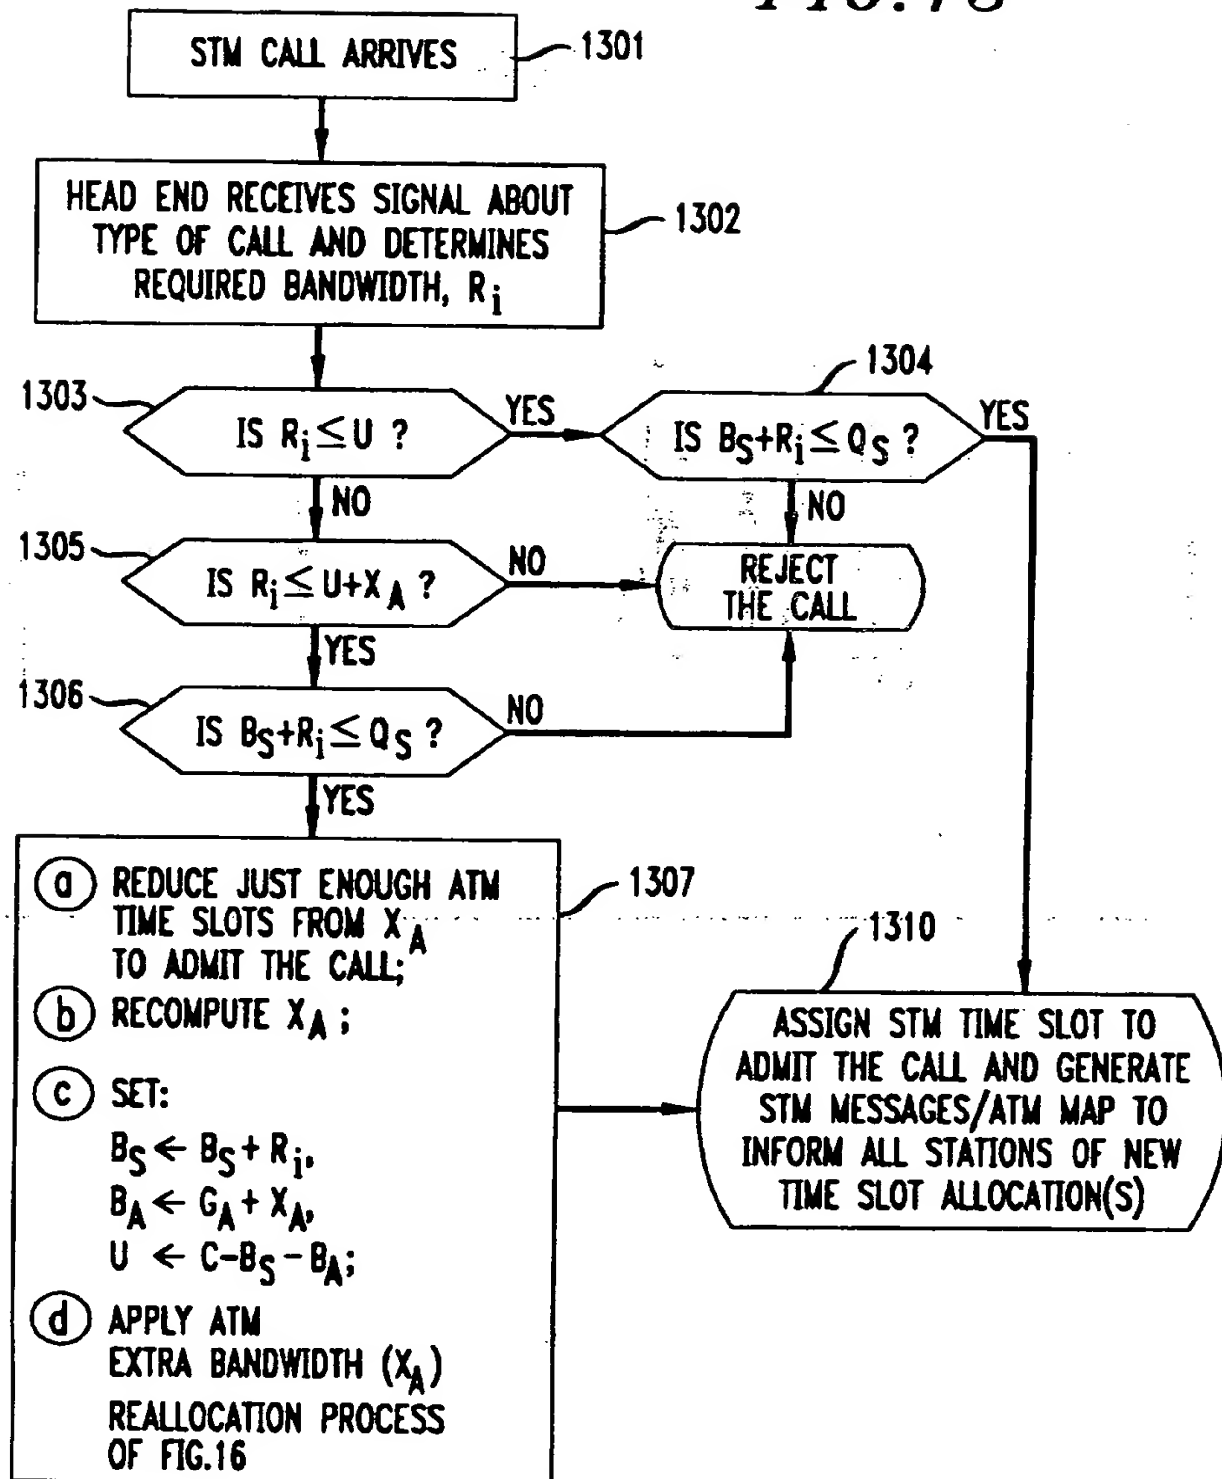 STM CALL ARRIVES
1301
HEAD END RECEIVES SIGNAL ABOUT
TYPE OF CALL AND DETERMINES
REQUIRED BANDWIDTH, Ri
1302
1303
IS Ri ≤ U ?
YES
1304
IS BS+Ri ≤ QS ?
YES
NO
NO
1305
IS Ri ≤ U+XA ?
NO
REJECT
THE CALL
YES
1306
IS BS+Ri ≤ QS ?
NO
YES
1307
a REDUCE JUST ENOUGH ATM
TIME SLOTS FROM XA
TO ADMIT THE CALL;
b RECOMPUTE XA ;
c SET:
BS ← BS + Ri,
BA ← GA + XA,
U ← C-BS - BA;
d APPLY ATM
EXTRA BANDWIDTH (XA)
REALLOCATION PROCESS
OF FIG.16
1310
ASSIGN STM TIME SLOT TO
ADMIT THE CALL AND GENERATE
STM MESSAGES/ATM MAP TO
INFORM ALL STATIONS OF NEW
TIME SLOT ALLOCATION(S)